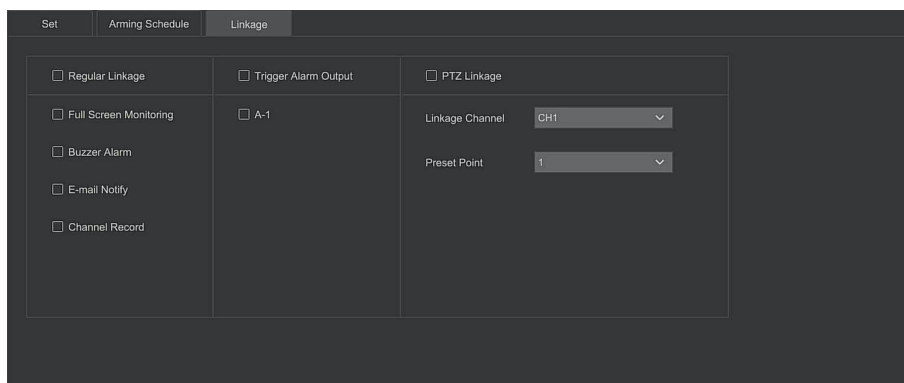 Set Arming Schedule Linkage
Regular Linkage Trigger Alarm Output PTZ Linkage
Full Screen Monitoring A-1 Linkage Channel CH1
Buzzer Alarm
Preset Point 1
E-mail Notify
Channel Record